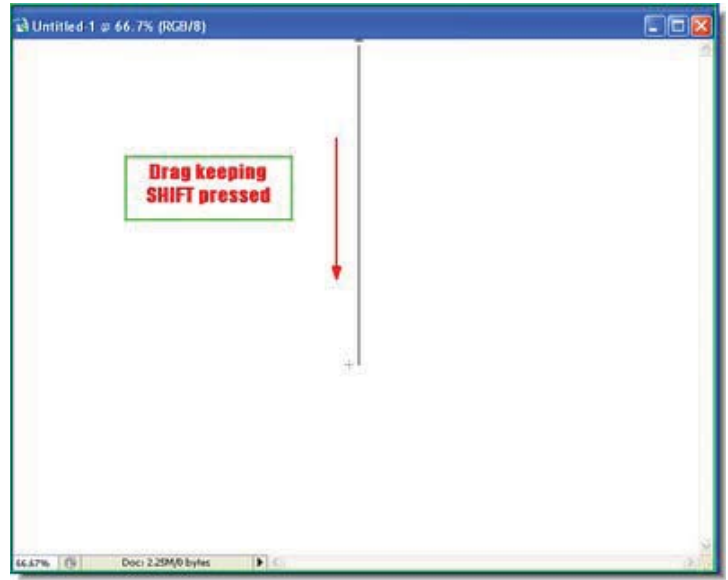 Untitled-1 @ 66.7% (RGB/8)
Drag keeping
SHIFT pressed
66.67% Doc: 2.25M/0 bytes